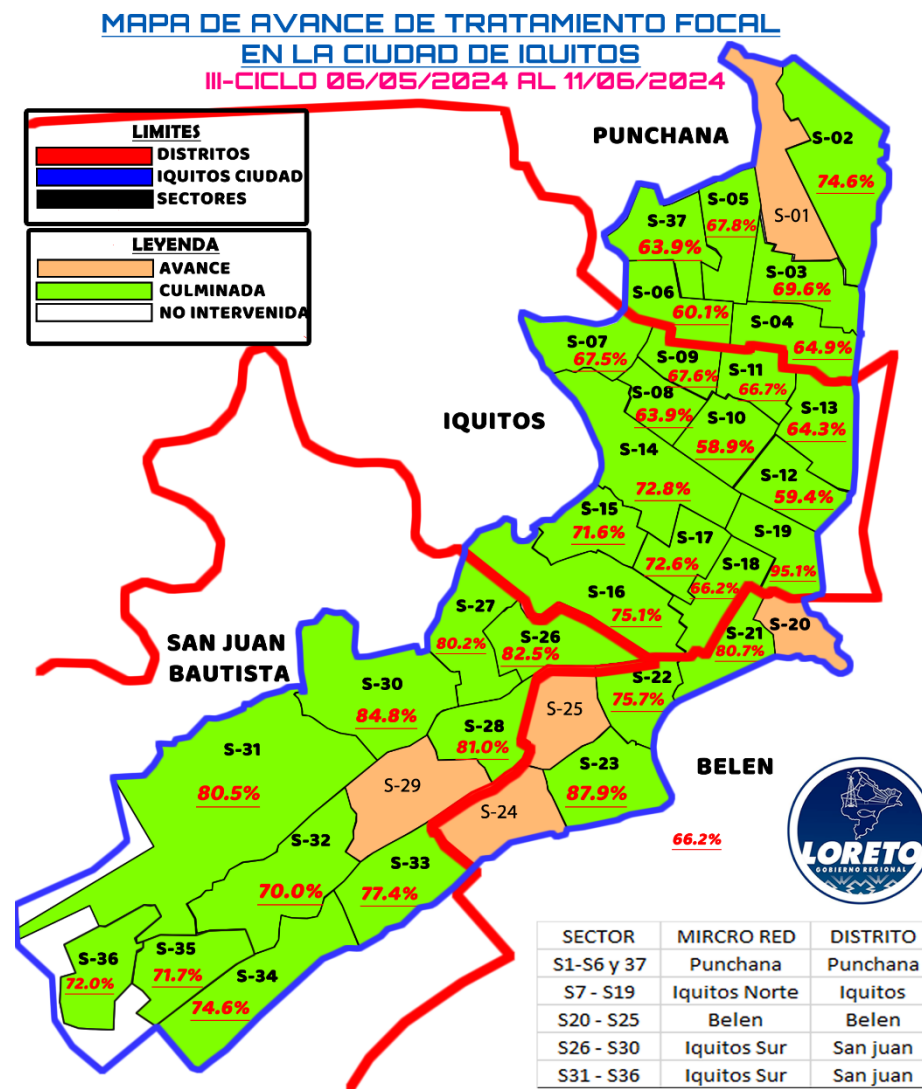 MAPA DE AVANCE DE TRATAMIENTO FOCAL
EN LA CIUDAD DE IQUITOS
III-CICLO 06/05/2024 AL 11/06/2024
LIMITES
DISTRITOS
IQUITOS CIUDAD
SECTORES
LEYENDA
AVANCE
CULMINADA
NO INTERVENIDA
PUNCHANA
S-02
74.6%
S-01
S-05
67.8%
S-37
63.9%
S-03
69.6%
S-06
60.1%
S-04
64.9%
S-07
67.5%
S-09
67.6%
S-11
66.7%
S-08
63.9%
S-10
58.9%
S-13
64.3%
IQUITOS
S-14
72.8%
S-12
59.4%
S-15
71.6%
S-17
72.6%
S-19
95.1%
S-18
66.2%
S-16
75.1%
S-27
80.2%
S-26
82.5%
S-21
80.7%
S-20
SAN JUAN
BAUTISTA
S-30
84.8%
S-22
75.7%
S-25
S-28
81.0%
S-31
80.5%
S-23
87.9%
BELEN
S-29
S-24
66.2%
S-32
70.0%
S-33
77.4%
S-36
72.0%
S-35
71.7%
S-34
74.6%
LORETO
GOBIERNO REGIONAL
SECTOR MIRCRO RED DISTRITO
S1-S6 y 37 Punchana Punchana
S7 - S19 Iquitos Norte Iquitos
S20 - S25 Belen Belen
S26 - S30 Iquitos Sur San juan
S31 - S36 Iquitos Sur San juan